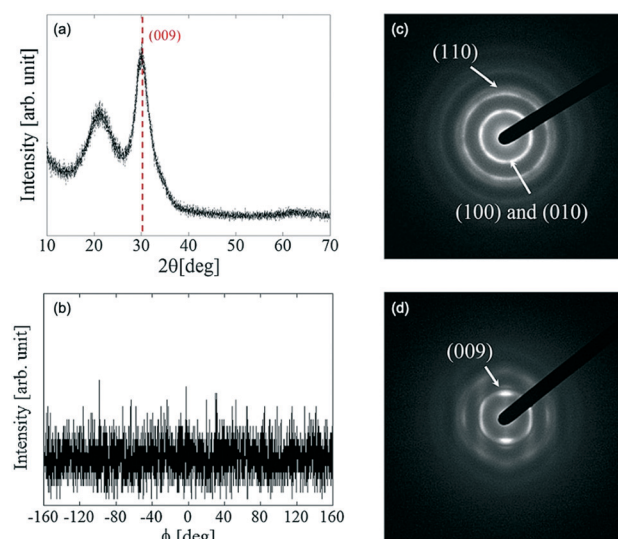 (a)
(009)
Intensity [arb. unit]
10 20 30 40 50 60 70
2θ[deg]
(b)
Intensity [arb. unit]
-160 -120 -80 -40 0 40 80 120 160
ϕ [deg]
(c)
(110)
(100) and (010)
(d)
(009)